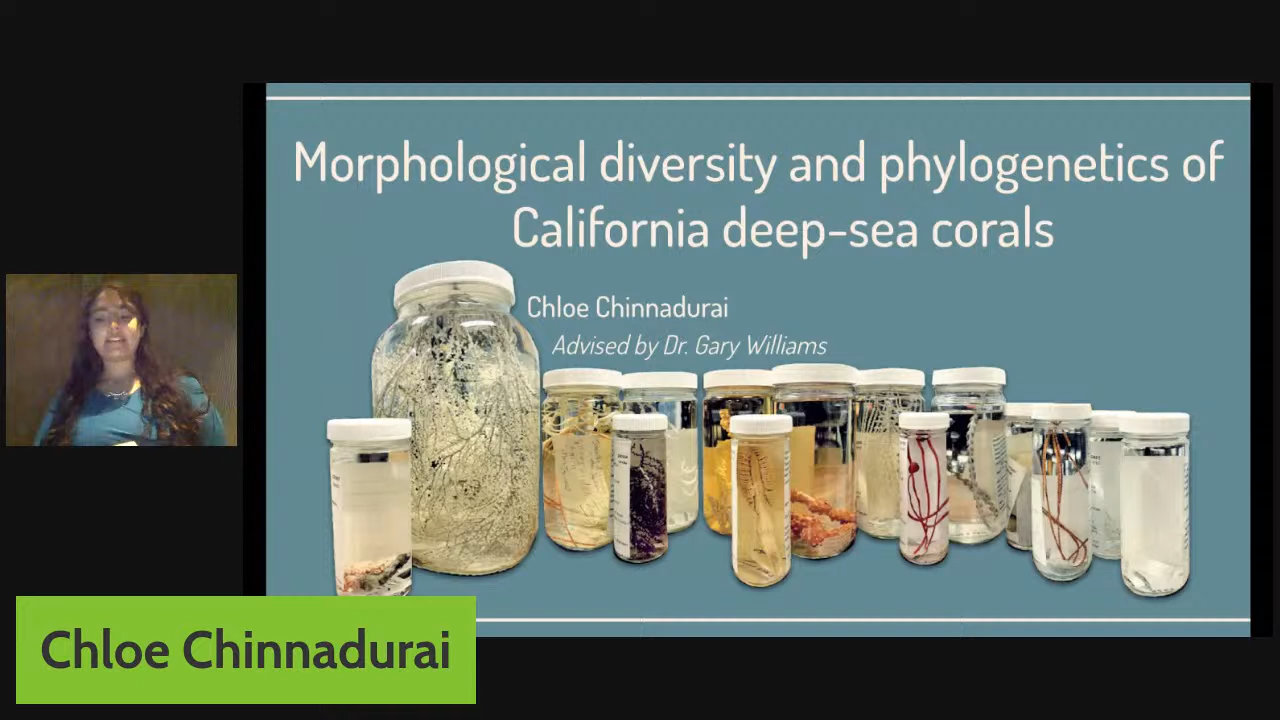 Morphological diversity and phylogenetics of
California deep-sea corals
Chloe Chinnadurai
Advised by Dr. Gary Williams
Chloe Chinnadurai